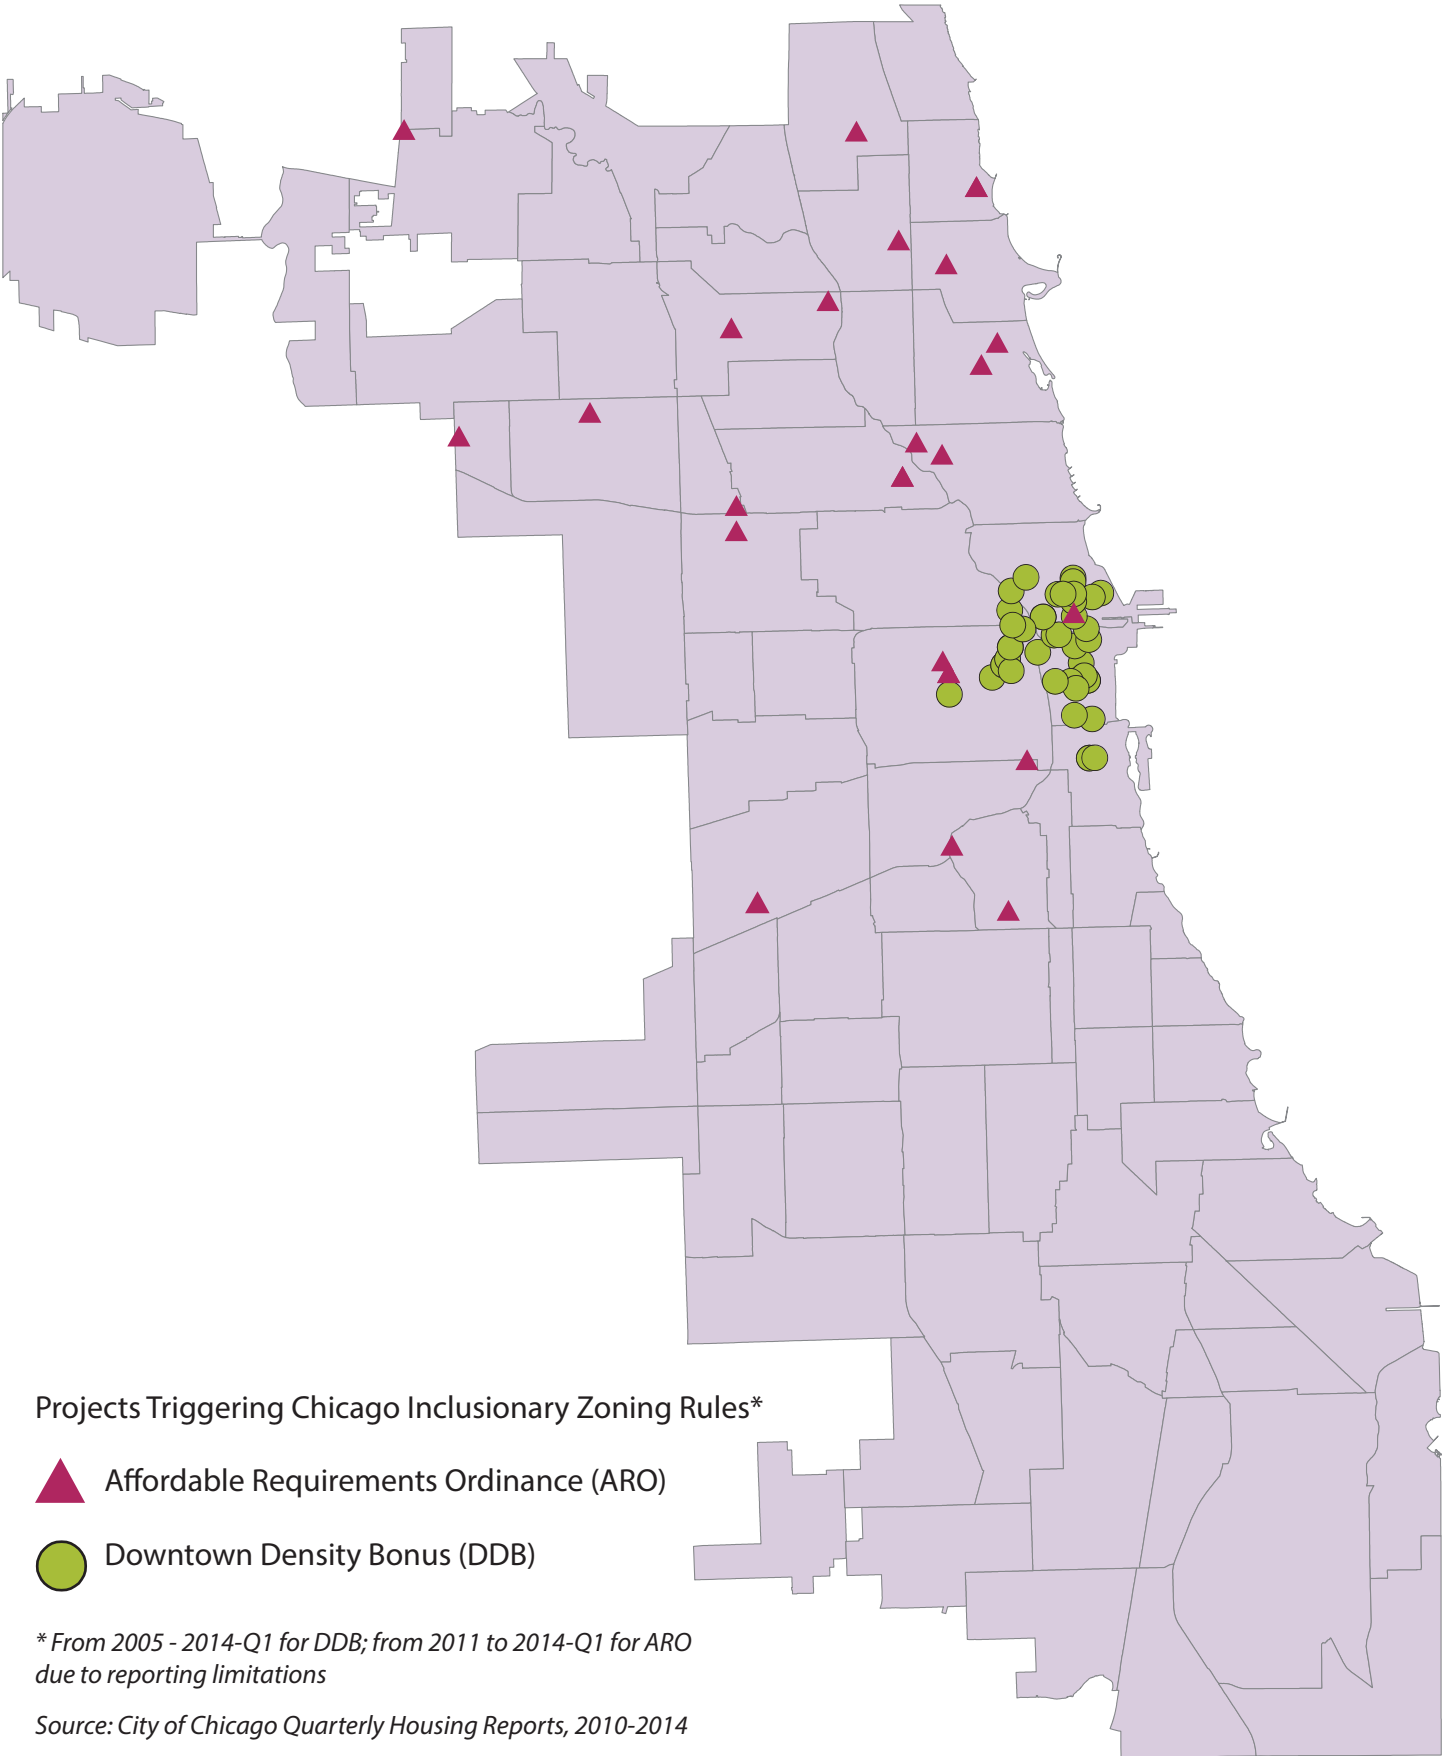 Projects Triggering Chicago Inclusionary Zoning Rules*
Affordable Requirements Ordinance (ARO)
Downtown Density Bonus (DDB)
* From 2005 - 2014-Q1 for DDB; from 2011 to 2014-Q1 for ARO
due to reporting limitations
Source: City of Chicago Quarterly Housing Reports, 2010-2014